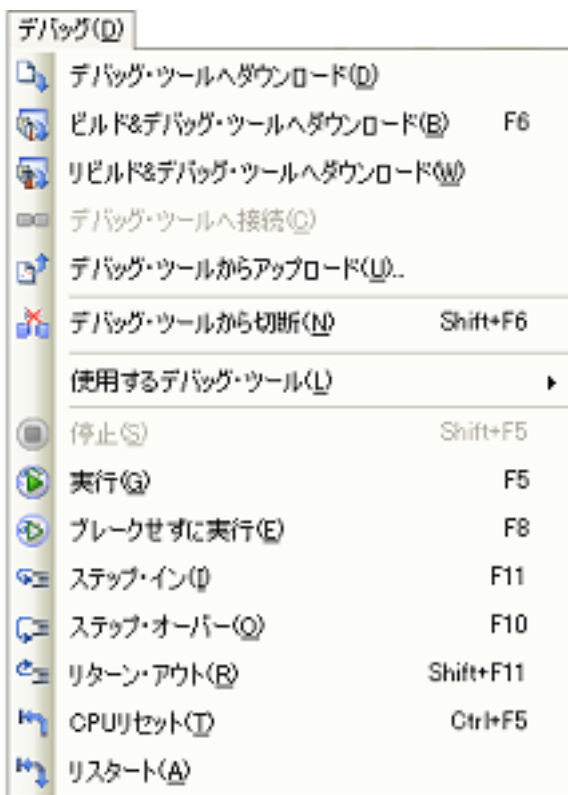 デバッグ(D)
デバッグ・ツールへダウンロード(D)
ビルド&デバッグ・ツールへダウンロード(B) F6
リビルド&デバッグ・ツールへダウンロード(W)
デバッグ・ツールへ接続(C)
デバッグ・ツールからアップロード(U)...
デバッグ・ツールから切断(N) Shift+F6
使用するデバッグ・ツール(L)
停止(S) Shift+F5
実行(G) F5
ブレークせずに実行(E) F8
ステップ・イン(I) F11
ステップ・オーバー(O) F10
リターン・アウト(R) Shift+F11
CPUリセット(T) Ctrl+F5
リスタート(A)